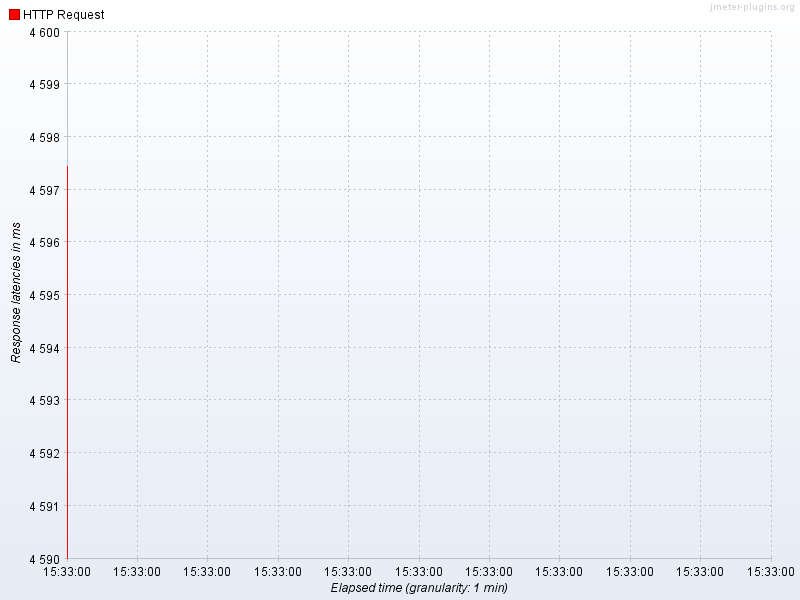 HTTP Request
jmeter-plugins.org
4 600
4 599
4 598
4 597
4 596
4 595
4 594
4 593
4 592
4 591
4 590
Response latencies in ms
15:33:00 15:33:00 15:33:00 15:33:00 15:33:00 15:33:00 15:33:00 15:33:00 15:33:00 15:33:00 15:33:00
Elapsed time (granularity: 1 min)